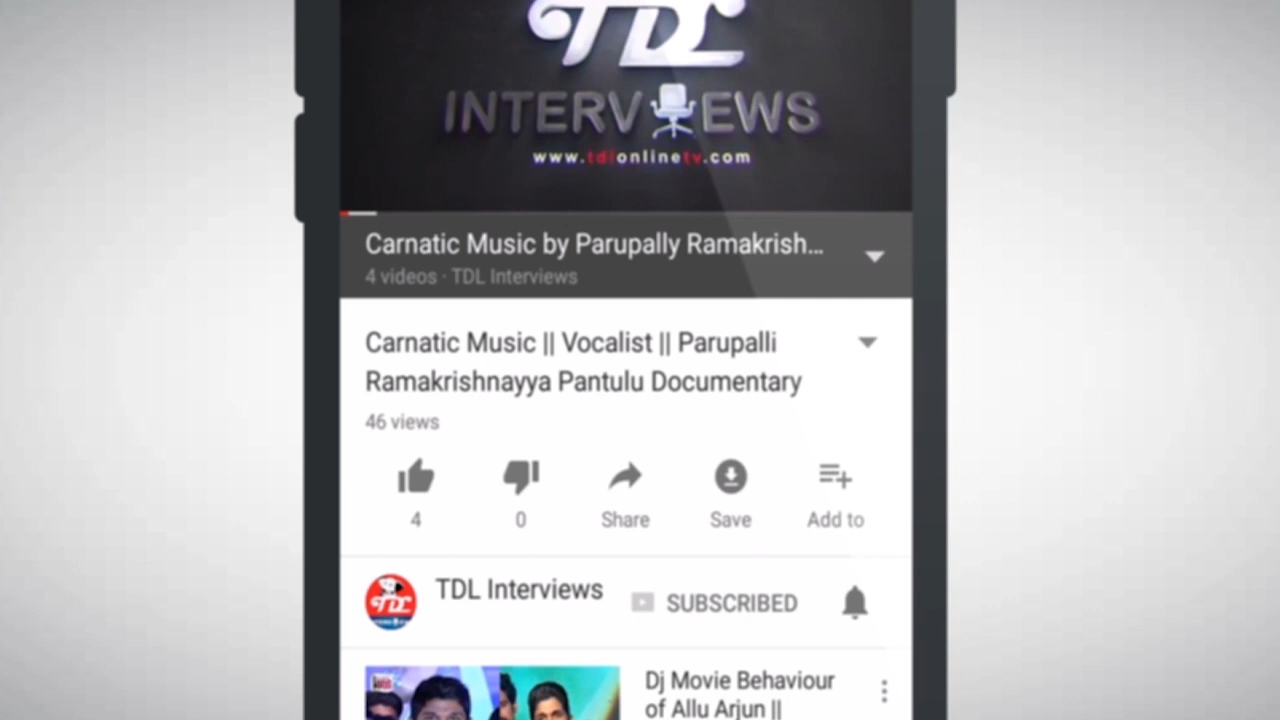 TDL
INTERVIEWS
www.tdlonlinetv.com
Carnatic Music by Parupally Ramakrish...
4 videos · TDL Interviews
Carnatic Music || Vocalist || Parupalli
Ramakrishnayya Pantulu Documentary
46 views
4
0
Share
Save
Add to
TDL
TDL Interviews
SUBSCRIBED
Dj Movie Behaviour
of Allu Arjun ||